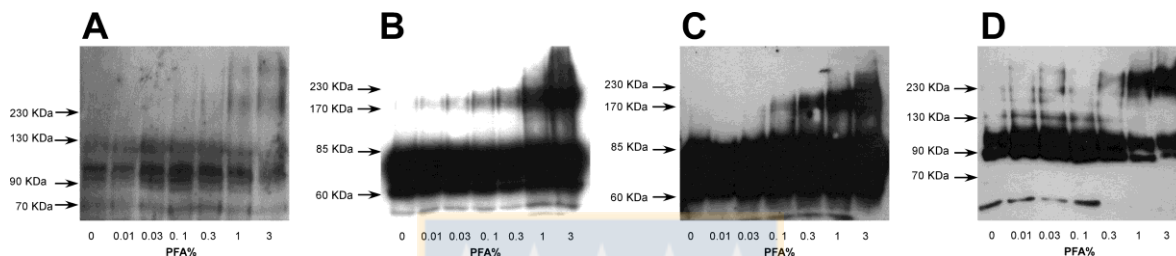 A
230 KDa
130 KDa
90 KDa
70 KDa
0 0.01 0.03 0.1 0.3 1 3
PFA%
B
230 KDa
170 KDa
85 KDa
60 KDa
0 0.01 0.03 0.1 0.3 1 3
PFA%
C
230 KDa
170 KDa
85 KDa
60 KDa
0 0.01 0.03 0.1 0.3 1 3
PFA%
D
230 KDa
130 KDa
90 KDa
70 KDa
0 0.01 0.03 0.1 0.3 1 3
PFA%